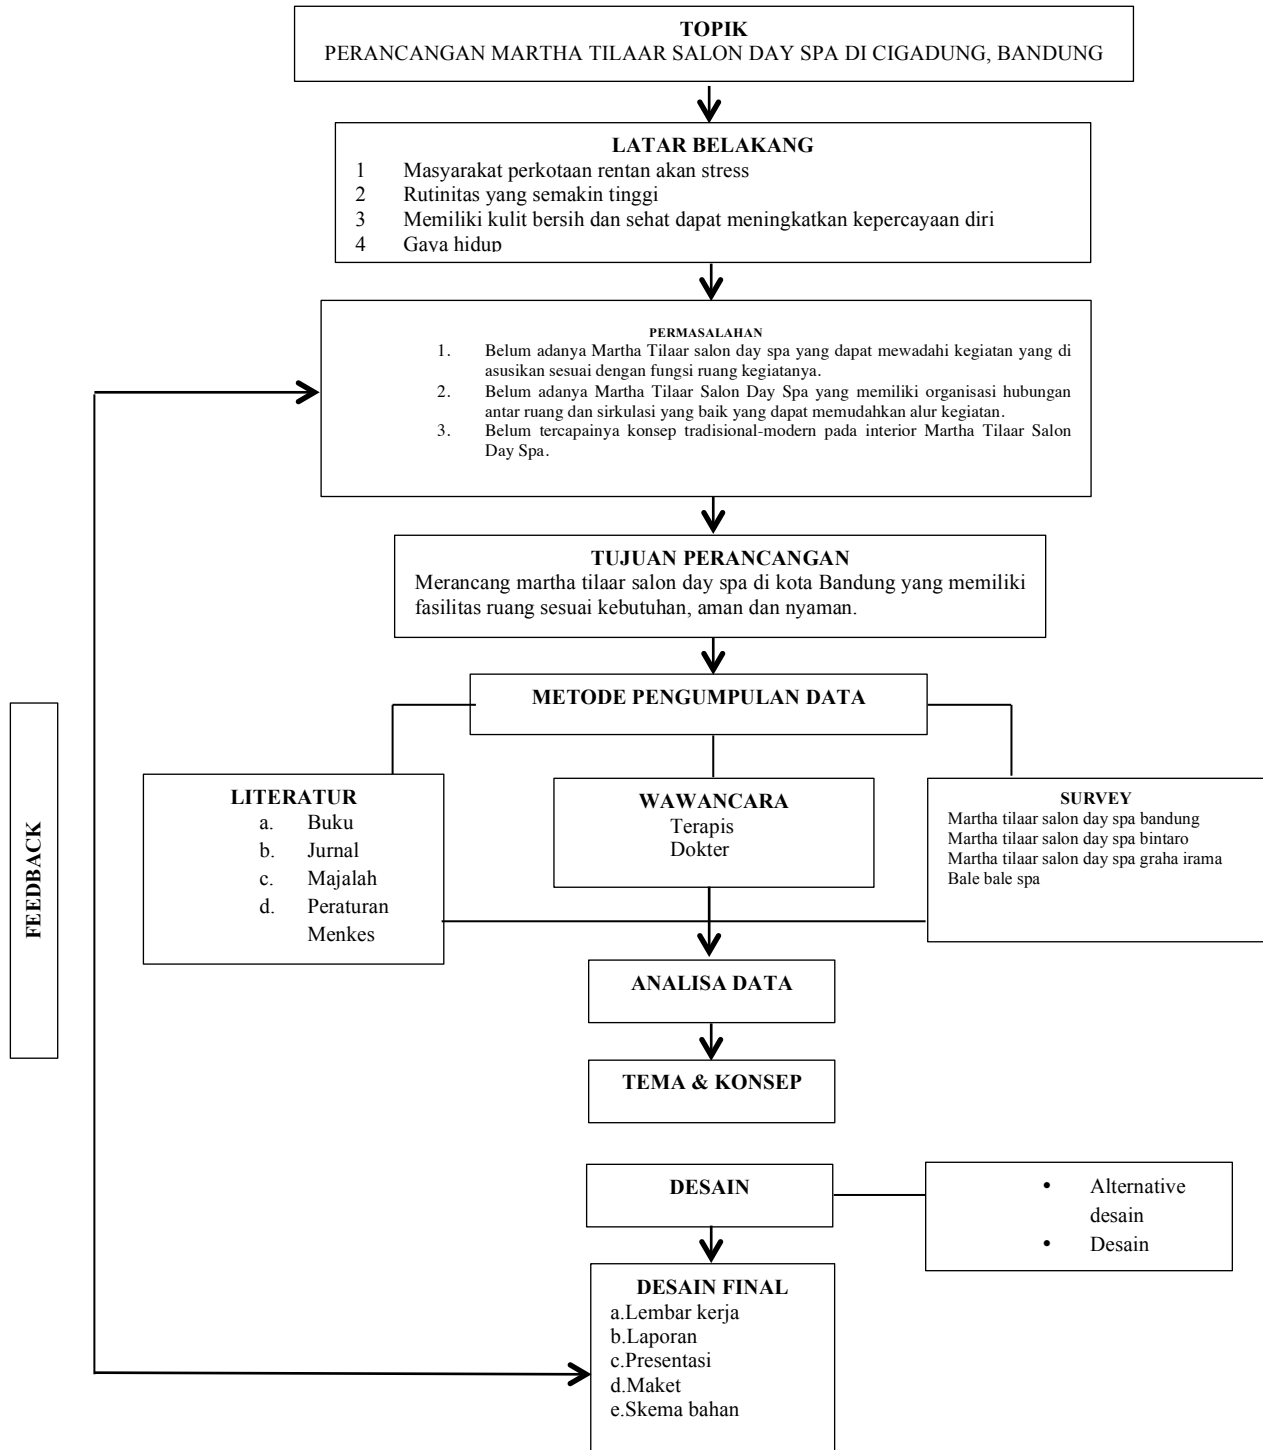 TOPIK
PERANCANGAN MARTHA TILAAR SALON DAY SPA DI CIGADUNG, BANDUNG
LATAR BELAKANG
1 Masyarakat perkotaan rentan akan stress
2 Rutinitas yang semakin tinggi
3 Memiliki kulit bersih dan sehat dapat meningkatkan kepercayaan diri
4 Gaya hidup
PERMASALAHAN
1. Belum adanya Martha Tilaar salon day spa yang dapat mewadahi kegiatan yang di
asusikan sesuai dengan fungsi ruang kegiatanya.
2. Belum adanya Martha Tilaar Salon Day Spa yang memiliki organisasi hubungan
antar ruang dan sirkulasi yang baik yang dapat memudahkan alur kegiatan.
3. Belum tercapainya konsep tradisional-modern pada interior Martha Tilaar Salon
Day Spa.
TUJUAN PERANCANGAN
Merancang martha tilaar salon day spa di kota Bandung yang memiliki
fasilitas ruang sesuai kebutuhan, aman dan nyaman.
METODE PENGUMPULAN DATA
LITERATUR
a. Buku
b. Jurnal
c. Majalah
d. Peraturan
Menkes
WAWANCARA
Terapis
Dokter
SURVEY
Martha tilaar salon day spa bandung
Martha tilaar salon day spa bintaro
Martha tilaar salon day spa graha irama
Bale bale spa
FEEDBACK
ANALISA DATA
TEMA & KONSEP
DESAIN
• Alternative
desain
• Desain
DESAIN FINAL
a.Lembar kerja
b.Laporan
c.Presentasi
d.Maket
e.Skema bahan